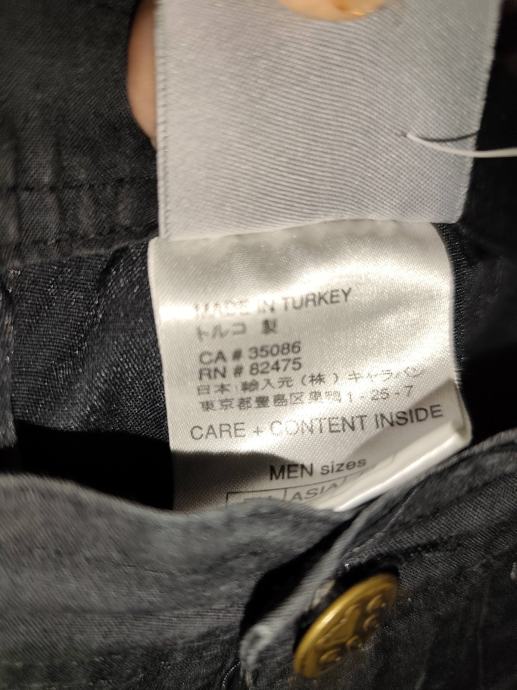 MADE IN TURKEY
トルコ 製
CA # 35086
RN # 82475
日本: 輸入元 (株) キャラバン
東京都豊島区巣鴨 1 - 25 - 7
CARE + CONTENT INSIDE
MEN sizes
ASIA